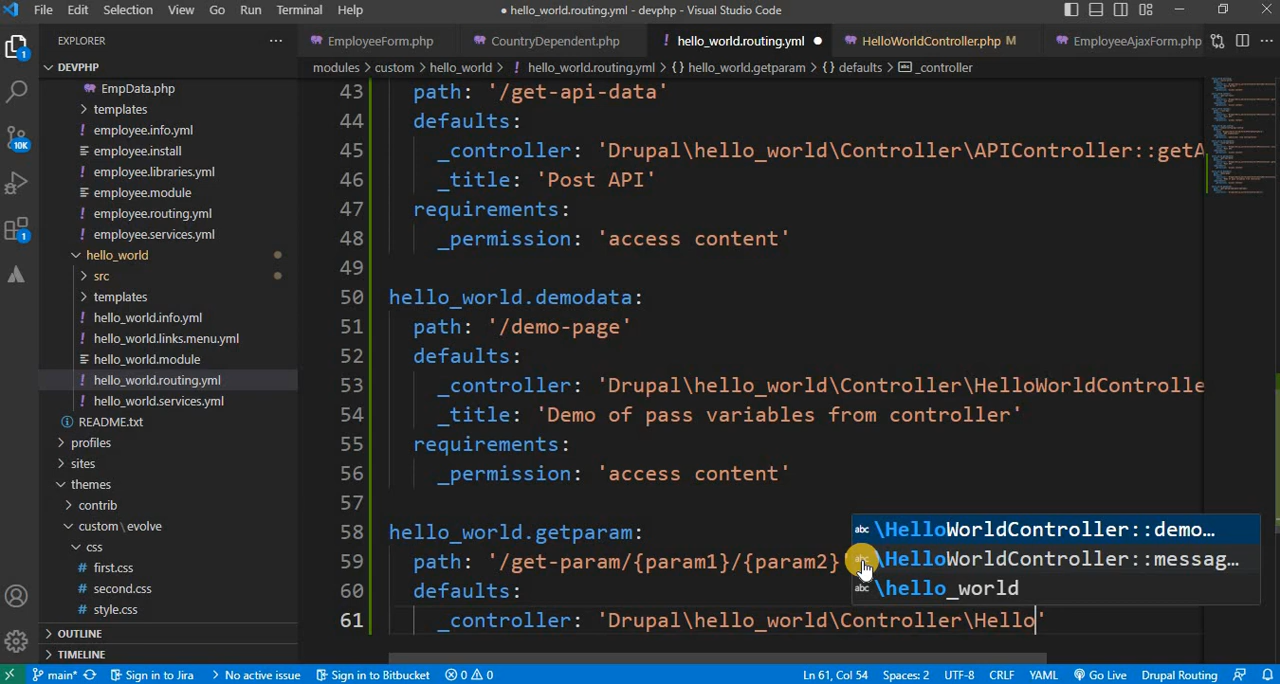 File Edit Selection View Go Run Terminal Help
● hello_world.routing.yml - devphp - Visual Studio Code
EXPLORER ...
EmployeeForm.php
CountryDependent.php
! hello_world.routing.yml ●
HelloWorldController.php M
EmployeeAjaxForm.php
DEVPHP
modules > custom > hello_world > ! hello_world.routing.yml > {} hello_world.getparam > {} defaults > abc _controller
1
10K
1
EmpData.php
templates
! employee.info.yml
employee.install
! employee.libraries.yml
employee.module
! employee.routing.yml
! employee.services.yml
hello_world
src
templates
! hello_world.info.yml
! hello_world.links.menu.yml
hello_world.module
! hello_world.routing.yml
! hello_world.services.yml
README.txt
profiles
sites
themes
contrib
custom\evolve
css
# first.css
# second.css
# style.css
OUTLINE
TIMELINE
43 path: '/get-api-data'
44 defaults:
45 _controller: 'Drupal\hello_world\Controller\APIController::getA
46 _title: 'Post API'
47 requirements:
48 _permission: 'access content'
49
50 hello_world.demodata:
51 path: '/demo-page'
52 defaults:
53 _controller: 'Drupal\hello_world\Controller\HelloWorldControlle
54 _title: 'Demo of pass variables from controller'
55 requirements:
56 _permission: 'access content'
57
58 hello_world.getparam:
59 path: '/get-param/{param1}/{param2}'
60 defaults:
61 _controller: 'Drupal\hello_world\Controller\Hello'
abc \HelloWorldController::demo…
\HelloWorldController::messag…
abc \hello_world
main* Sign in to Jira > No active issue Sign in to Bitbucket 0 0
Ln 61, Col 54 Spaces: 2 UTF-8 CRLF YAML Go Live Drupal Routing